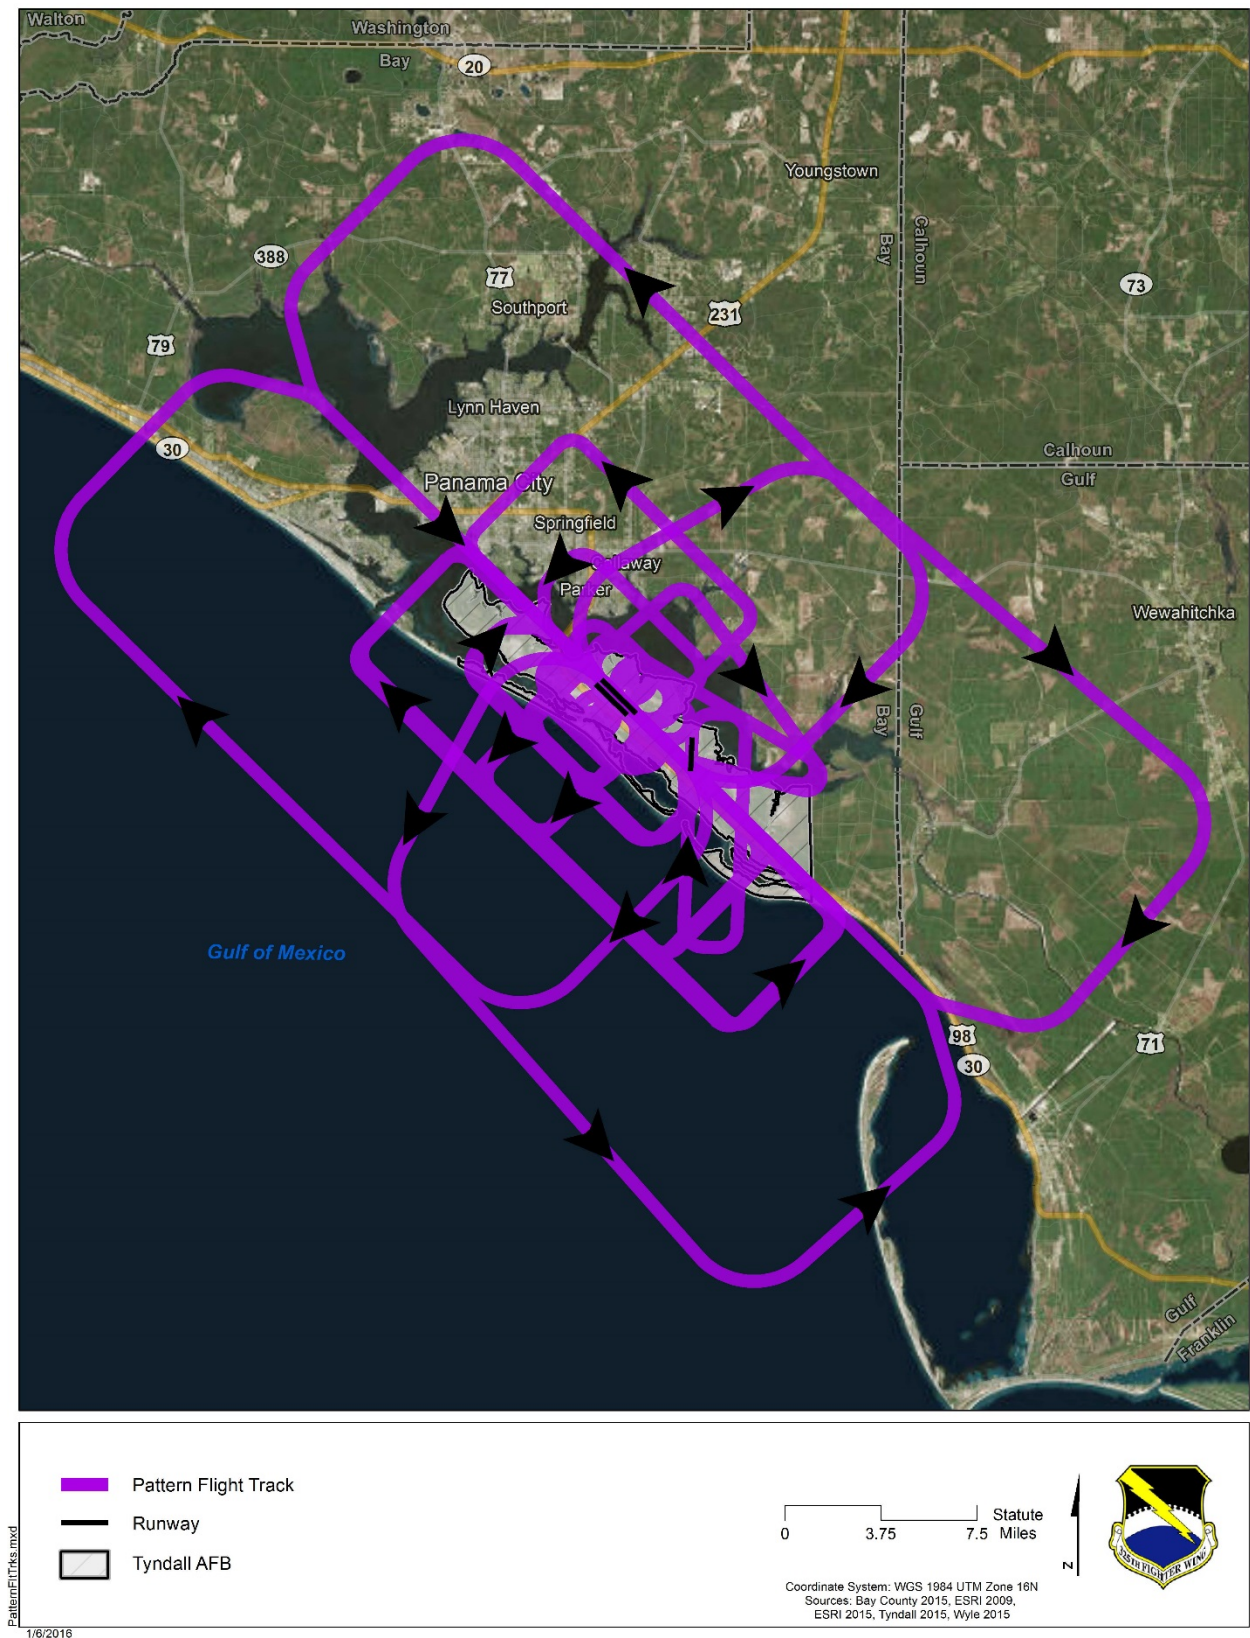 Walton
Washington
Bay
20
Youngstown
Bay
Calhoun
388
77
73
Southport
231
79
Lynn Haven
30
Calhoun
Gulf
Panama City
Springfield
Callaway
Parker
Wewahitchka
Bay
Gulf
Gulf of Mexico
98
30
71
Gulf
Franklin
Pattern Flight Track
Runway
Tyndall AFB
Statute
0 3.75 7.5 Miles
Z
325TH FIGHTER WING
Coordinate System: WGS 1984 UTM Zone 16N
Sources: Bay County 2015, ESRI 2009,
ESRI 2015, Tyndall 2015, Wyle 2015
PatternFltTrks.mxd
1/6/2016